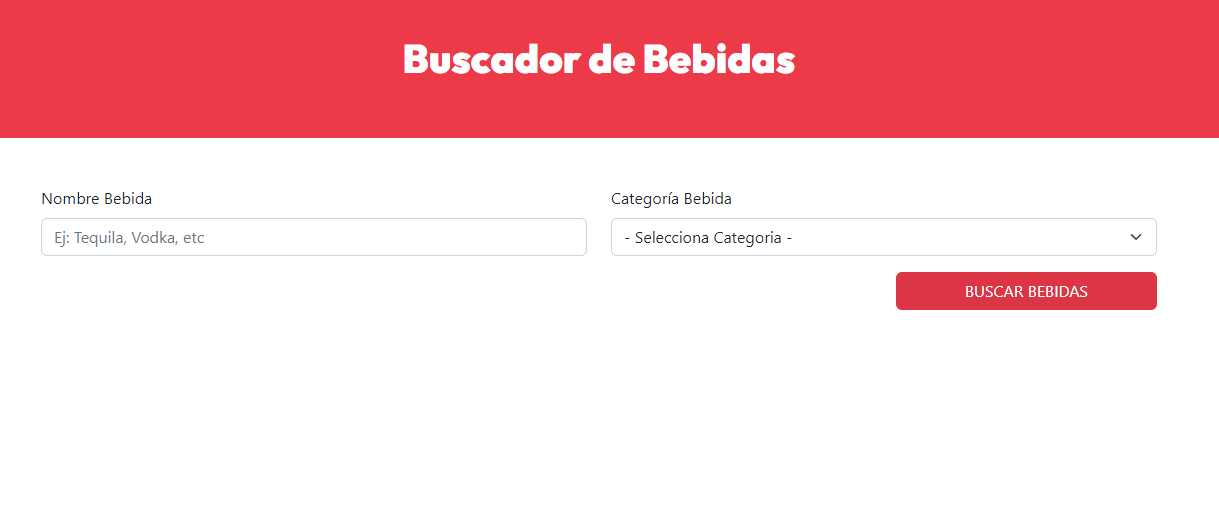 Buscador de Bebidas
Nombre Bebida
Ej: Tequila, Vodka, etc
Categoría Bebida
- Selecciona Categoria -
BUSCAR BEBIDAS